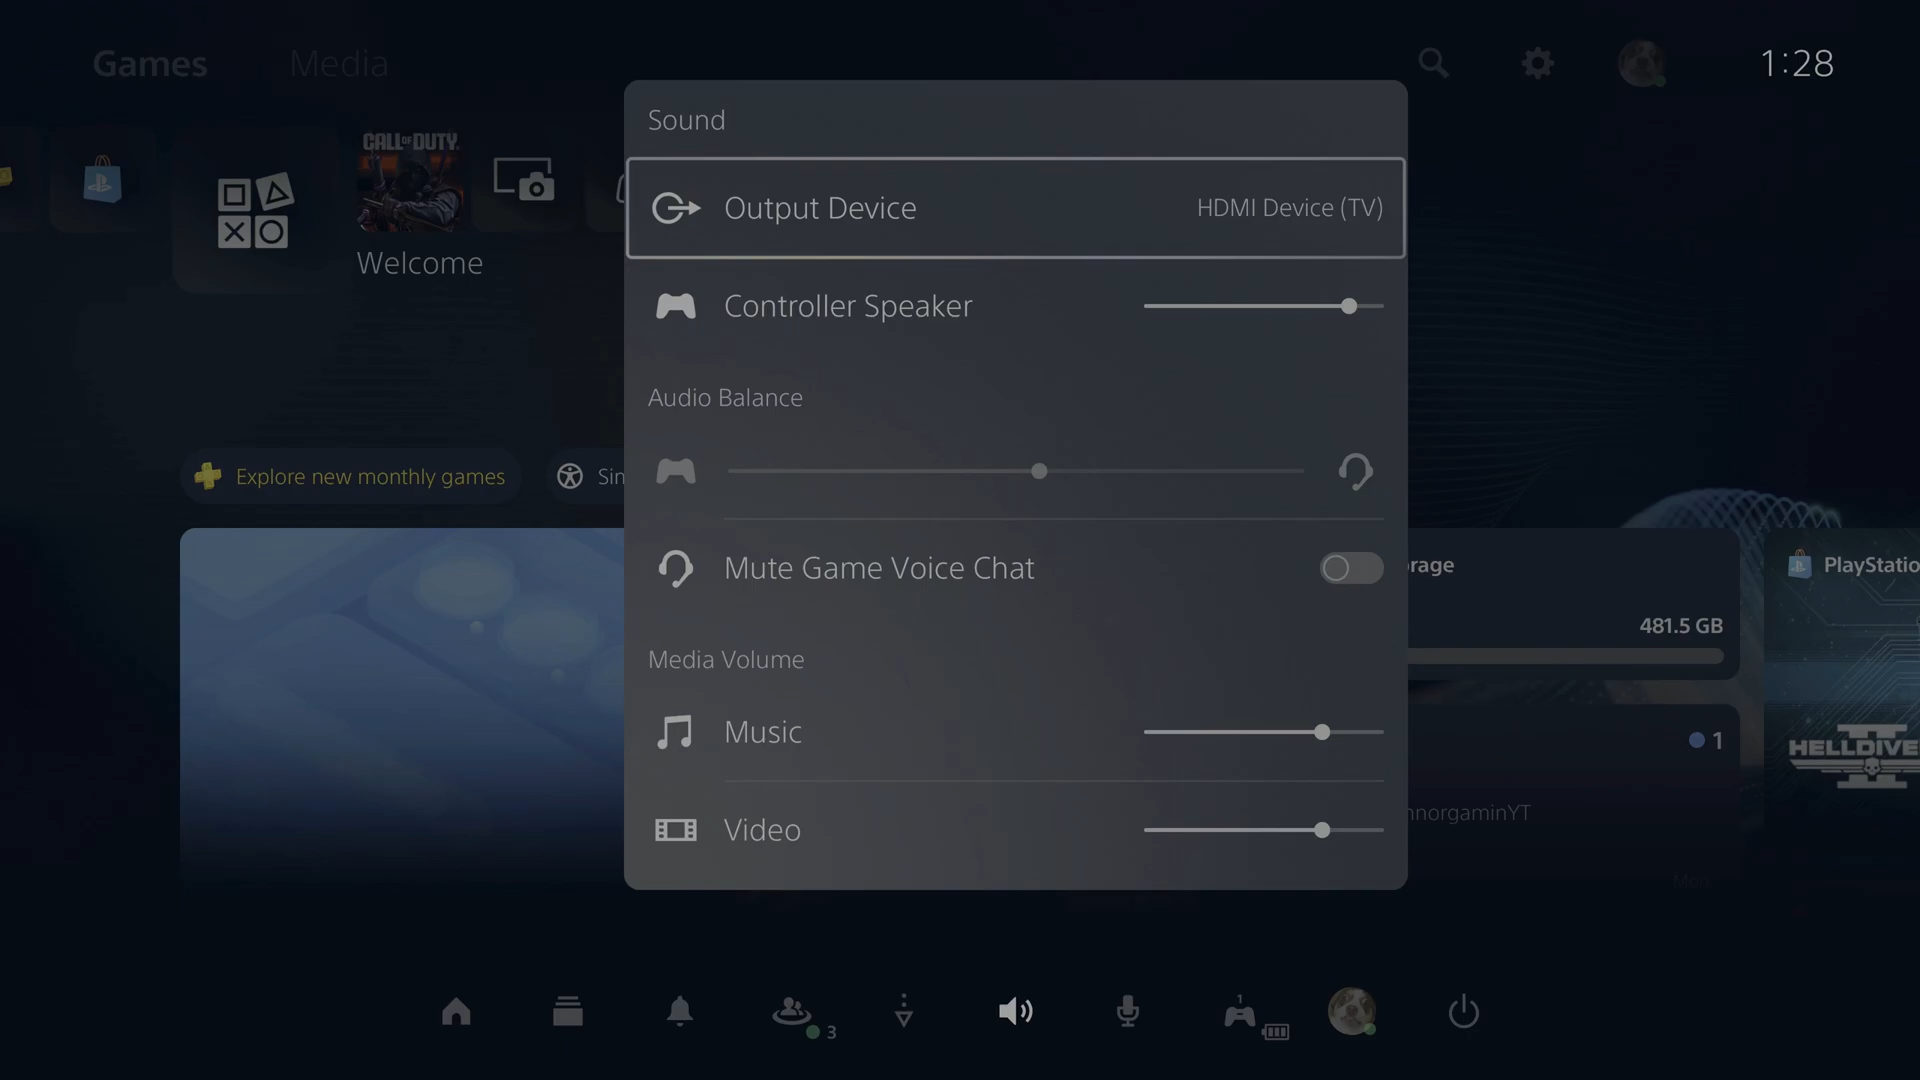 Games
Media
1:28
CALL OF DUTY
Welcome
Sound
Output Device
HDMI Device (TV)
Controller Speaker
Audio Balance
Explore new monthly games
Sin
Mute Game Voice Chat
Media Volume
Music
Video
rage
481.5 GB
1
nnorgaminYT
PlayStatio
HELLDIVE
II
3
1